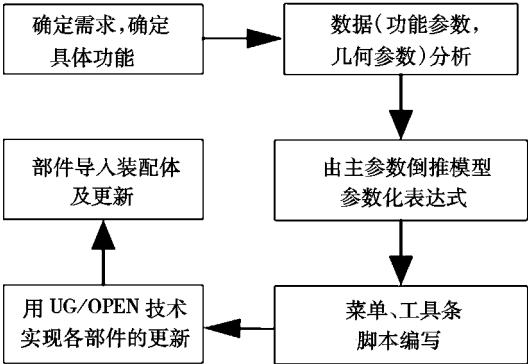 确定需求,确定
具体功能
数据(功能参数,
几何参数)分析
由主参数倒推模型
参数化表达式
菜单、工具条
脚本编写
用 UG/OPEN 技术
实现各部件的更新
部件导入装配体
及更新